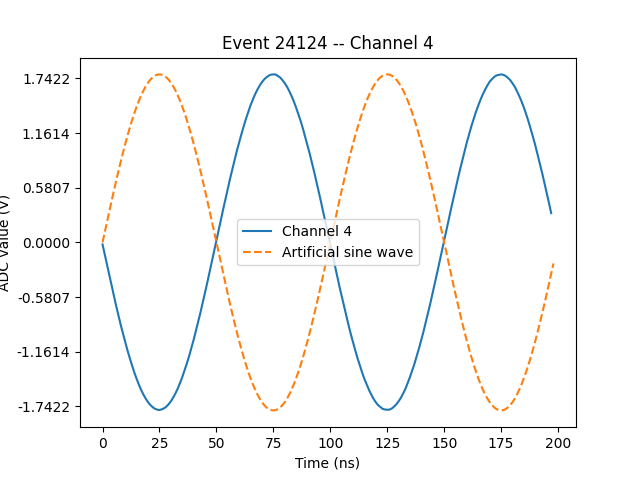 Event 24124 -- Channel 4
ADC Value (V)
1.7422
1.1614
0.5807
0.0000
-0.5807
-1.1614
-1.7422
Channel 4
Artificial sine wave
0 25 50 75 100 125 150 175 200
Time (ns)